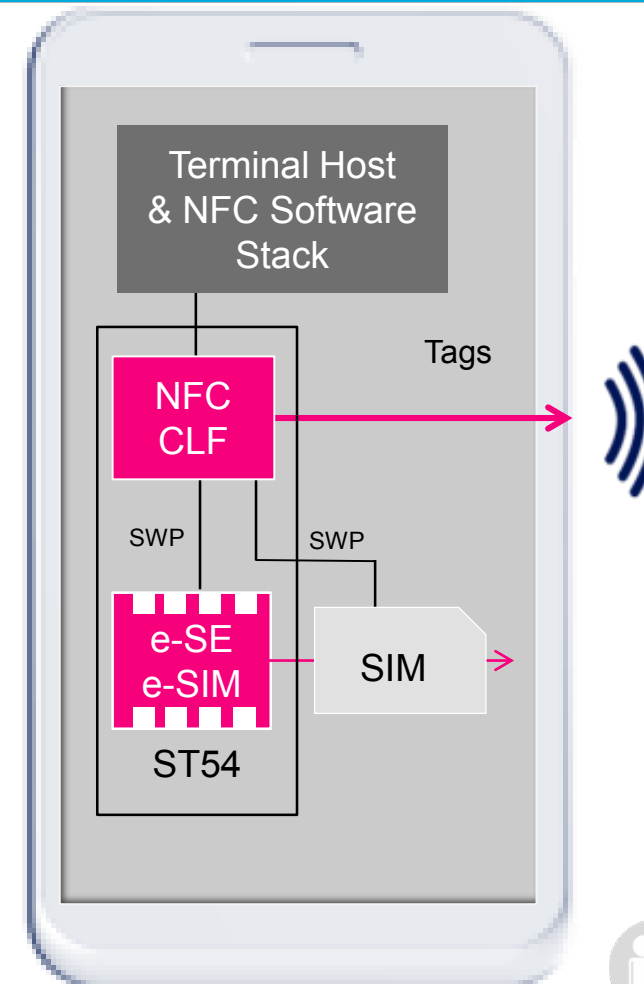 Terminal Host
& NFC Software
Stack
Tags
NFC
CLF
SWP
SWP
e-SE
e-SIM
SIM
ST54